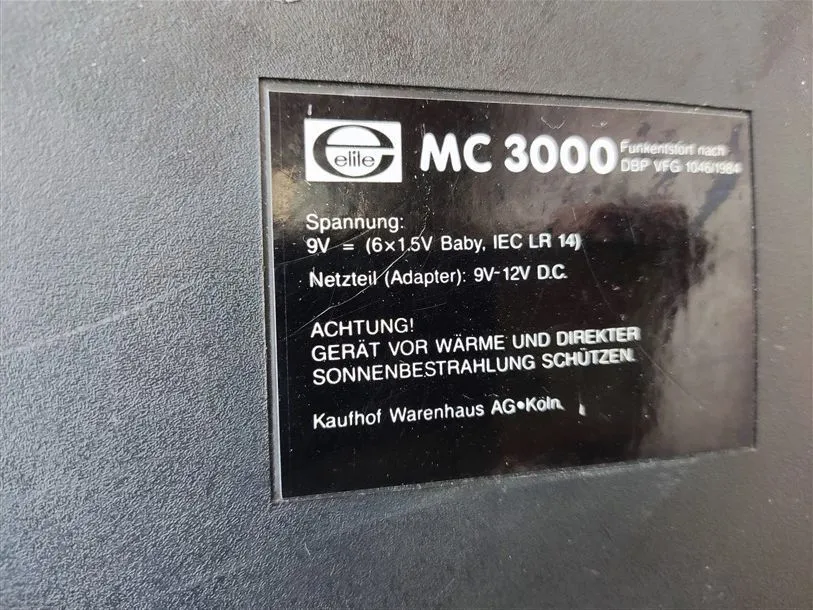 elite
MC 3000 Funkentstört nach
DBP VFG 1046/1984
Spannung:
9V = (6×1.5V Baby, IEC LR 14)
Netzteil (Adapter): 9V-12V D.C.
ACHTUNG!
GERÄT VOR WÄRME UND DIREKTER
SONNENBESTRAHLUNG SCHÜTZEN.
Kaufhof Warenhaus AG•Köln